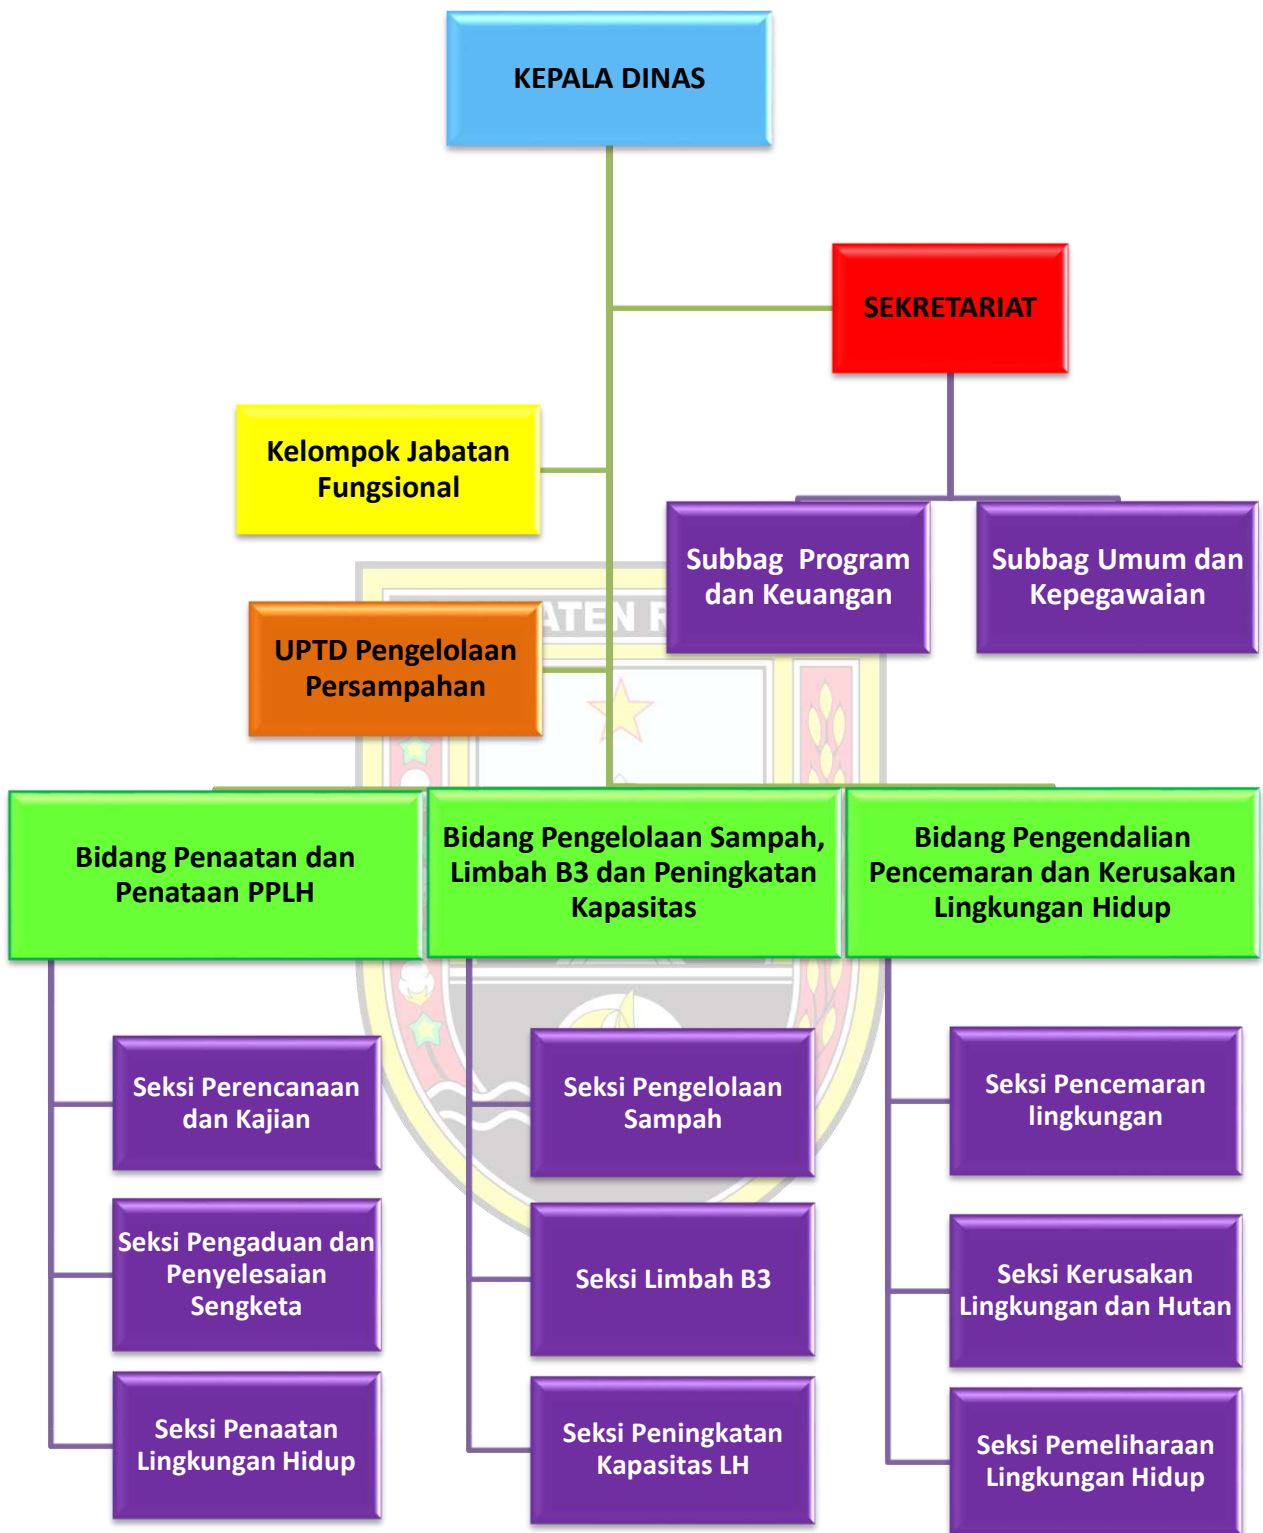 KEPALA DINAS
SEKRETARIAT
Kelompok Jabatan
Fungsional
Subbag Program
dan Keuangan
Subbag Umum dan
Kepegawaian
UPTD Pengelolaan
Persampahan
Bidang Penaatan dan
Penataan PPLH
Bidang Pengelolaan Sampah,
Limbah B3 dan Peningkatan
Kapasitas
Bidang Pengendalian
Pencemaran dan Kerusakan
Lingkungan Hidup
Seksi Perencanaan
dan Kajian
Seksi Pengaduan dan
Penyelesaian
Sengketa
Seksi Penaatan
Lingkungan Hidup
Seksi Pengelolaan
Sampah
Seksi Limbah B3
Seksi Peningkatan
Kapasitas LH
Seksi Pencemaran
lingkungan
Seksi Kerusakan
Lingkungan dan Hutan
Seksi Pemeliharaan
Lingkungan Hidup